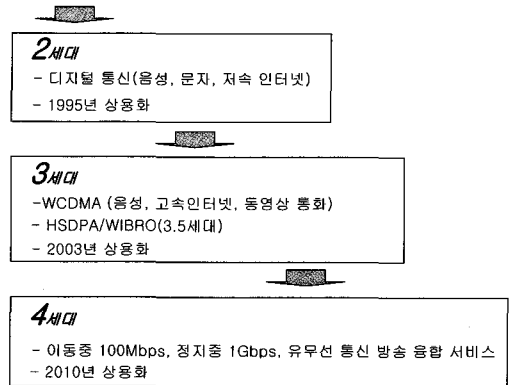 2세대
- 디지털 통신(음성, 문자, 저속 인터넷)
- 1995년 상용화
3세대
-WCDMA (음성, 고속인터넷, 동영상 통화)
- HSDPA/WIBRO(3.5세대)
- 2003년 상용화
4세대
- 이동중 100Mbps, 정지중 1Gbps, 유무선 통신 방송 융합 서비스
- 2010년 상용화